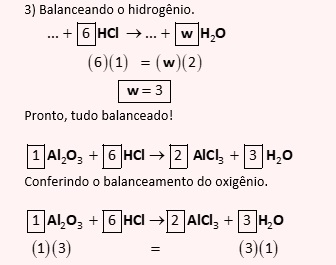 3) Balanceando o hidrogênio.
... + 6 HCl → ... + w H₂O
(6)(1) = (w)(2)
w = 3
Pronto, tudo balanceado!
1 Al₂O₃ + 6 HCl → 2 AlCl₃ + 3 H₂O
Conferindo o balanceamento do oxigênio.
1 Al₂O₃ + 6 HCl → 2 AlCl₃ + 3 H₂O
(1)(3) = (3)(1)